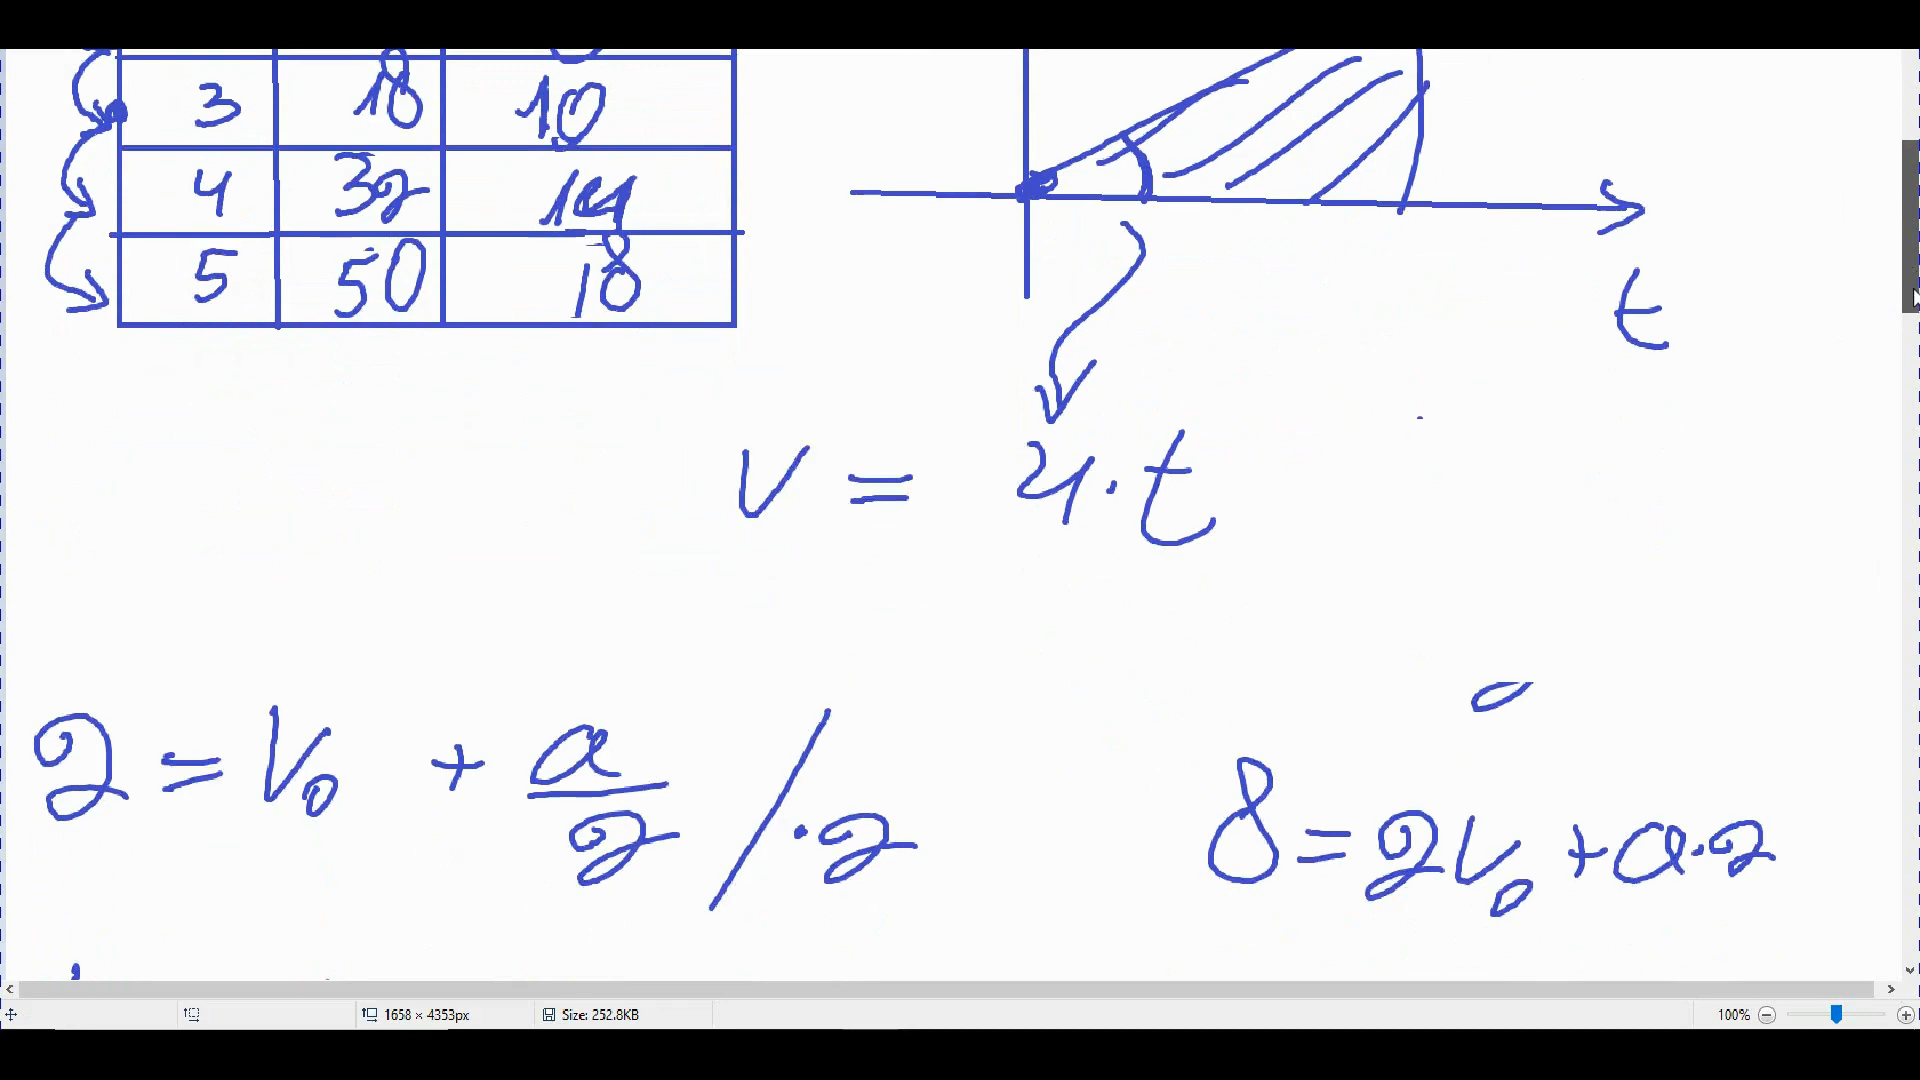 3 18 10
4 32 14
5 50 18
t
V = 4·t
2 = V₀ + a/2 / ·2
8 = 2V₀ + a·2
1658 × 4353px
Size: 252.8KB
100%